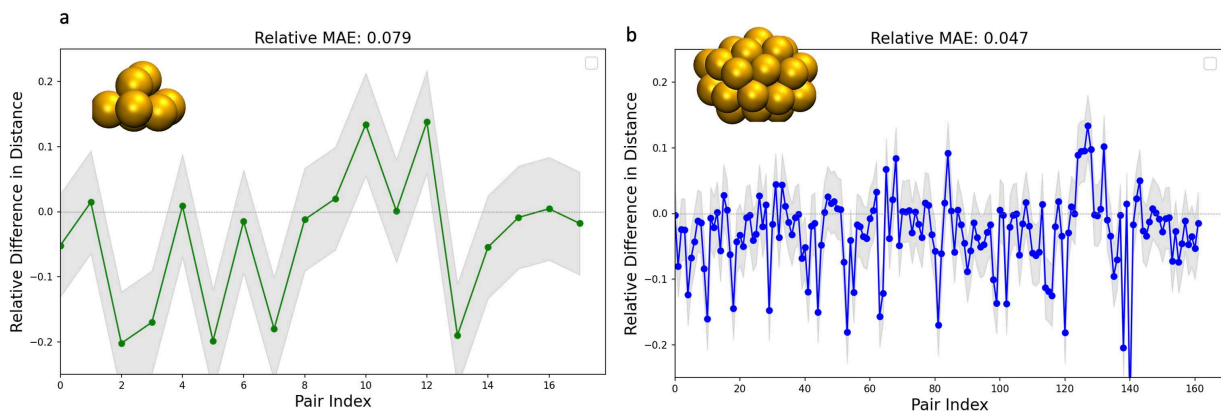 a
Relative MAE: 0.079
Relative Difference in Distance
0.2
0.1
0.0
−0.1
−0.2
0 2 4 6 8 10 12 14 16
Pair Index
b
Relative MAE: 0.047
Relative Difference in Distance
0.2
0.1
0.0
−0.1
−0.2
0 20 40 60 80 100 120 140 160
Pair Index